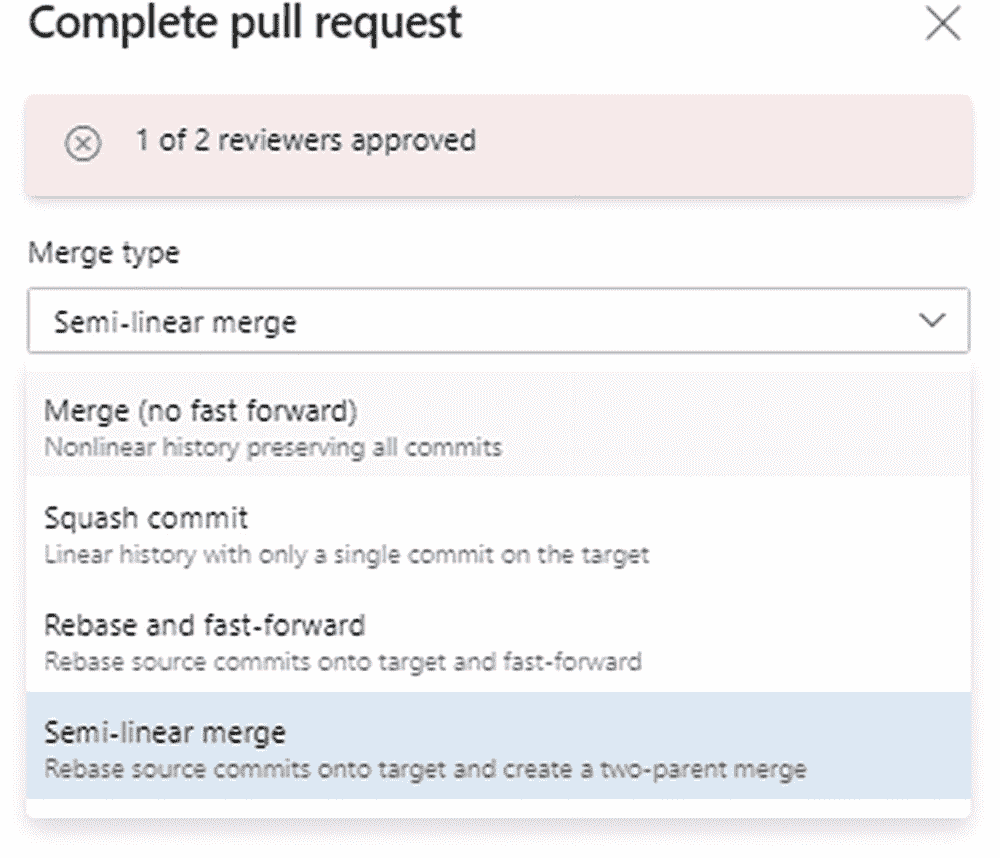 Complete pull request
1 of 2 reviewers approved
Merge type
Semi-linear merge
Merge (no fast forward)
Nonlinear history preserving all commits
Squash commit
Linear history with only a single commit on the target
Rebase and fast-forward
Rebase source commits onto target and fast-forward
Semi-linear merge
Rebase source commits onto target and create a two-parent merge